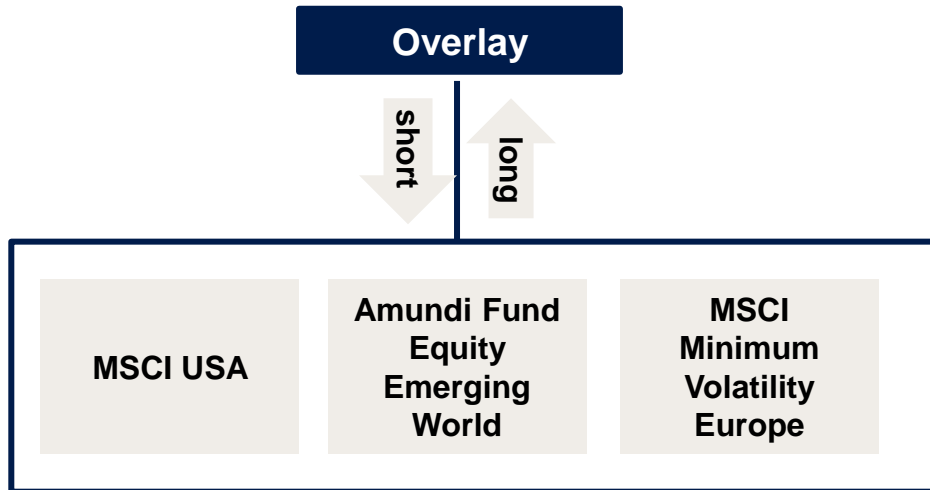 Overlay
short
long
MSCI USA
Amundi Fund
Equity
Emerging
World
MSCI
Minimum
Volatility
Europe